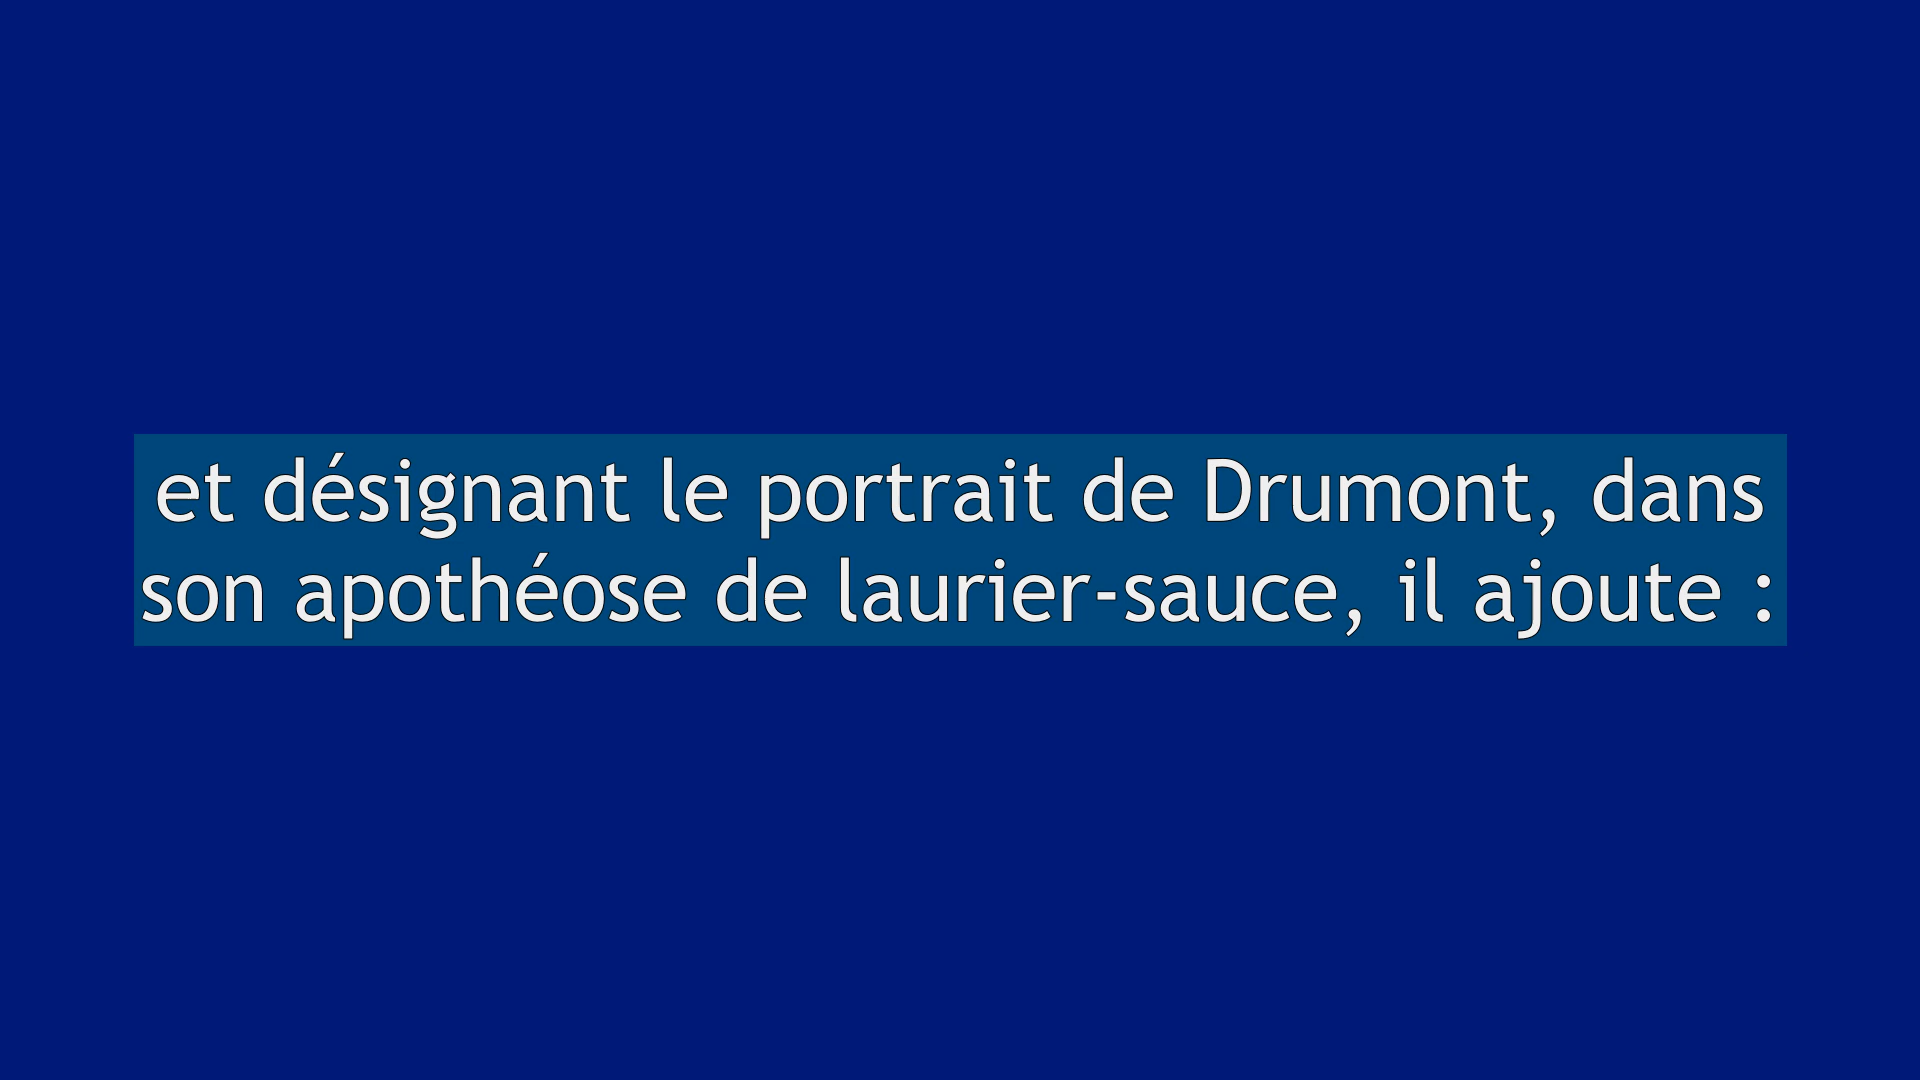 et désignant le portrait de Drumont, dans
son apothéose de laurier-sauce, il ajoute :